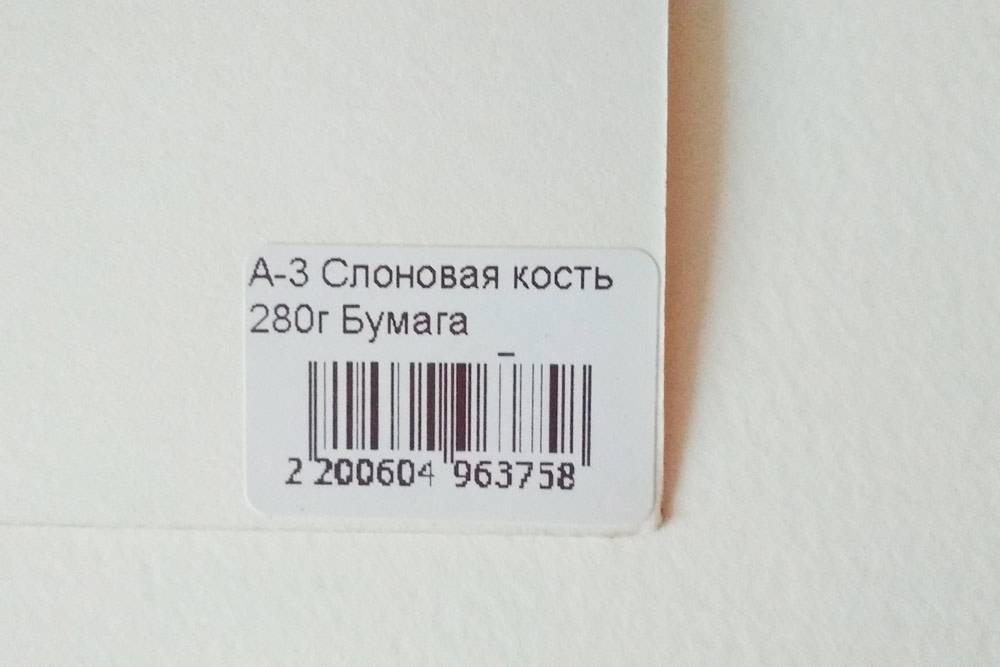 А-3 Слоновая кость
280г Бумага
2 200604 963758